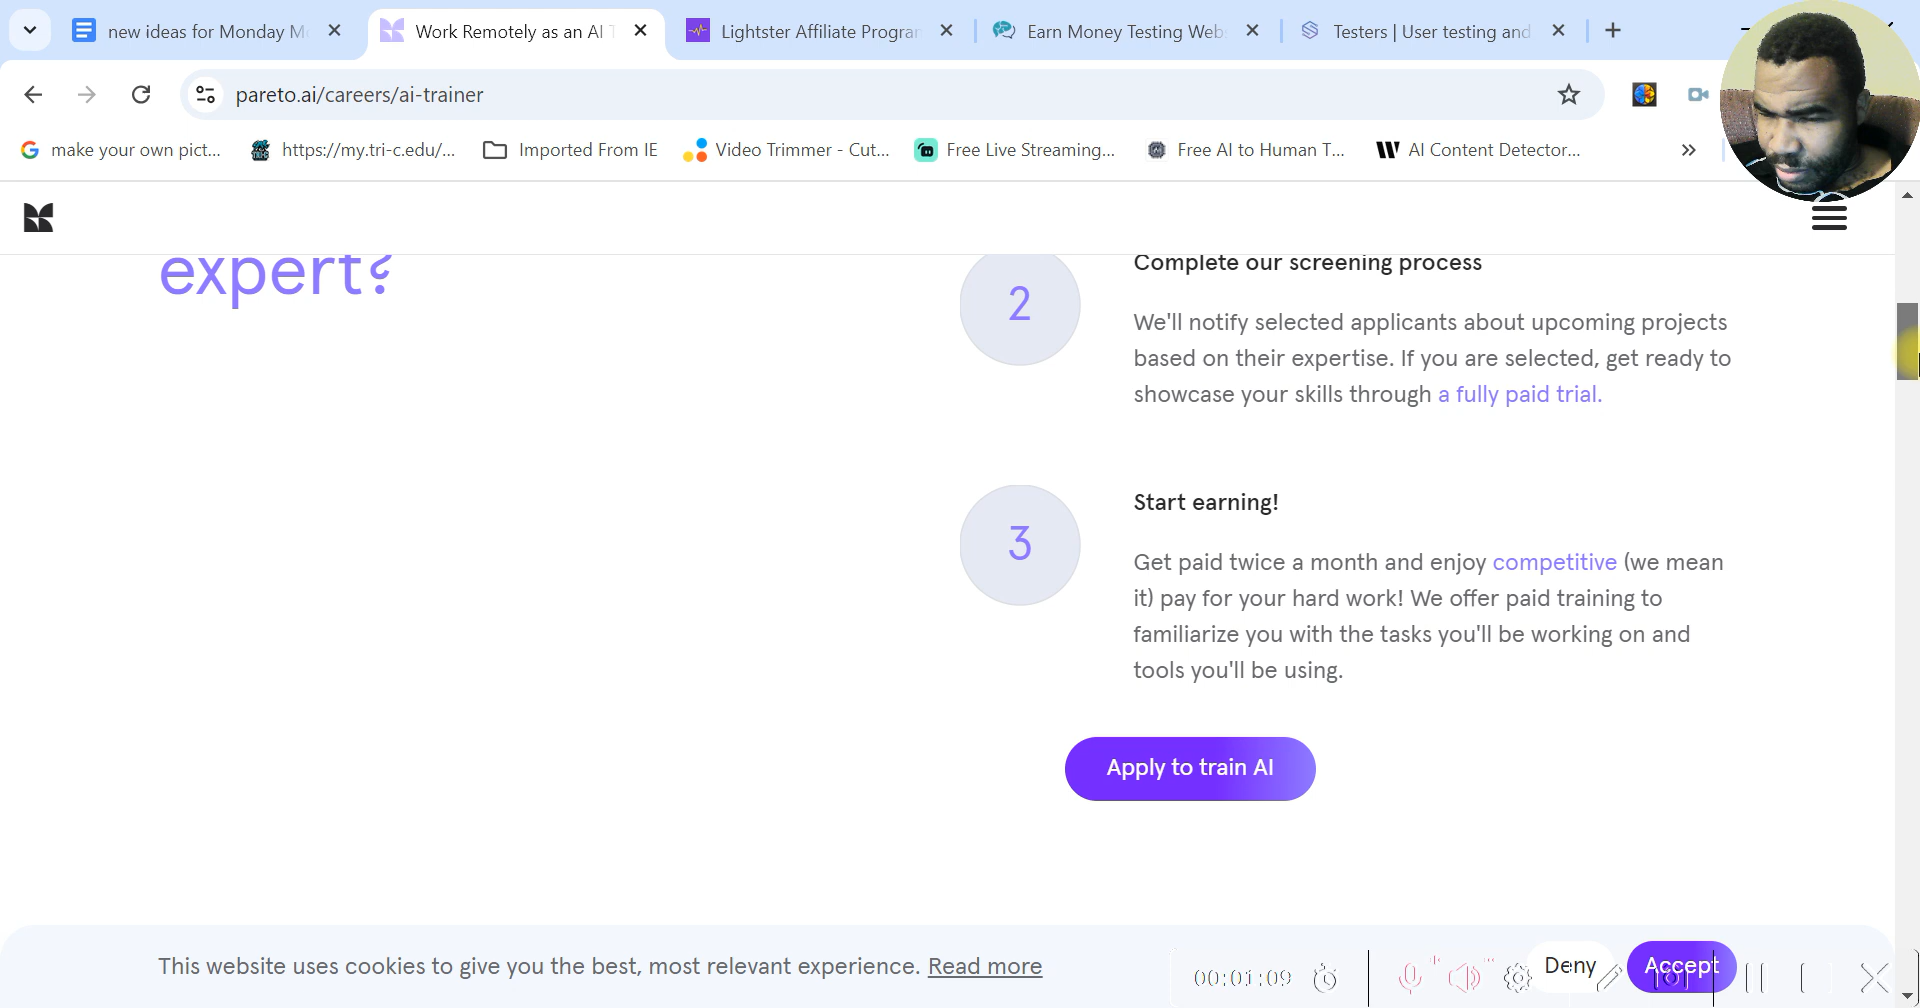 new ideas for Monday M
Work Remotely as an AI T
Lightster Affiliate Program
Earn Money Testing Web
Testers | User testing and
pareto.ai/careers/ai-trainer
make your own pict...
https://my.tri-c.edu/...
Imported From IE
Video Trimmer - Cut...
Free Live Streaming...
Free AI to Human T...
AI Content Detector...
expert?
2
Complete our screening process
We'll notify selected applicants about upcoming projects
based on their expertise. If you are selected, get ready to
showcase your skills through a fully paid trial.
3
Start earning!
Get paid twice a month and enjoy competitive (we mean
it) pay for your hard work! We offer paid training to
familiarize you with the tasks you'll be working on and
tools you'll be using.
Apply to train AI
This website uses cookies to give you the best, most relevant experience. Read more
00:01:09
Deny
Accept